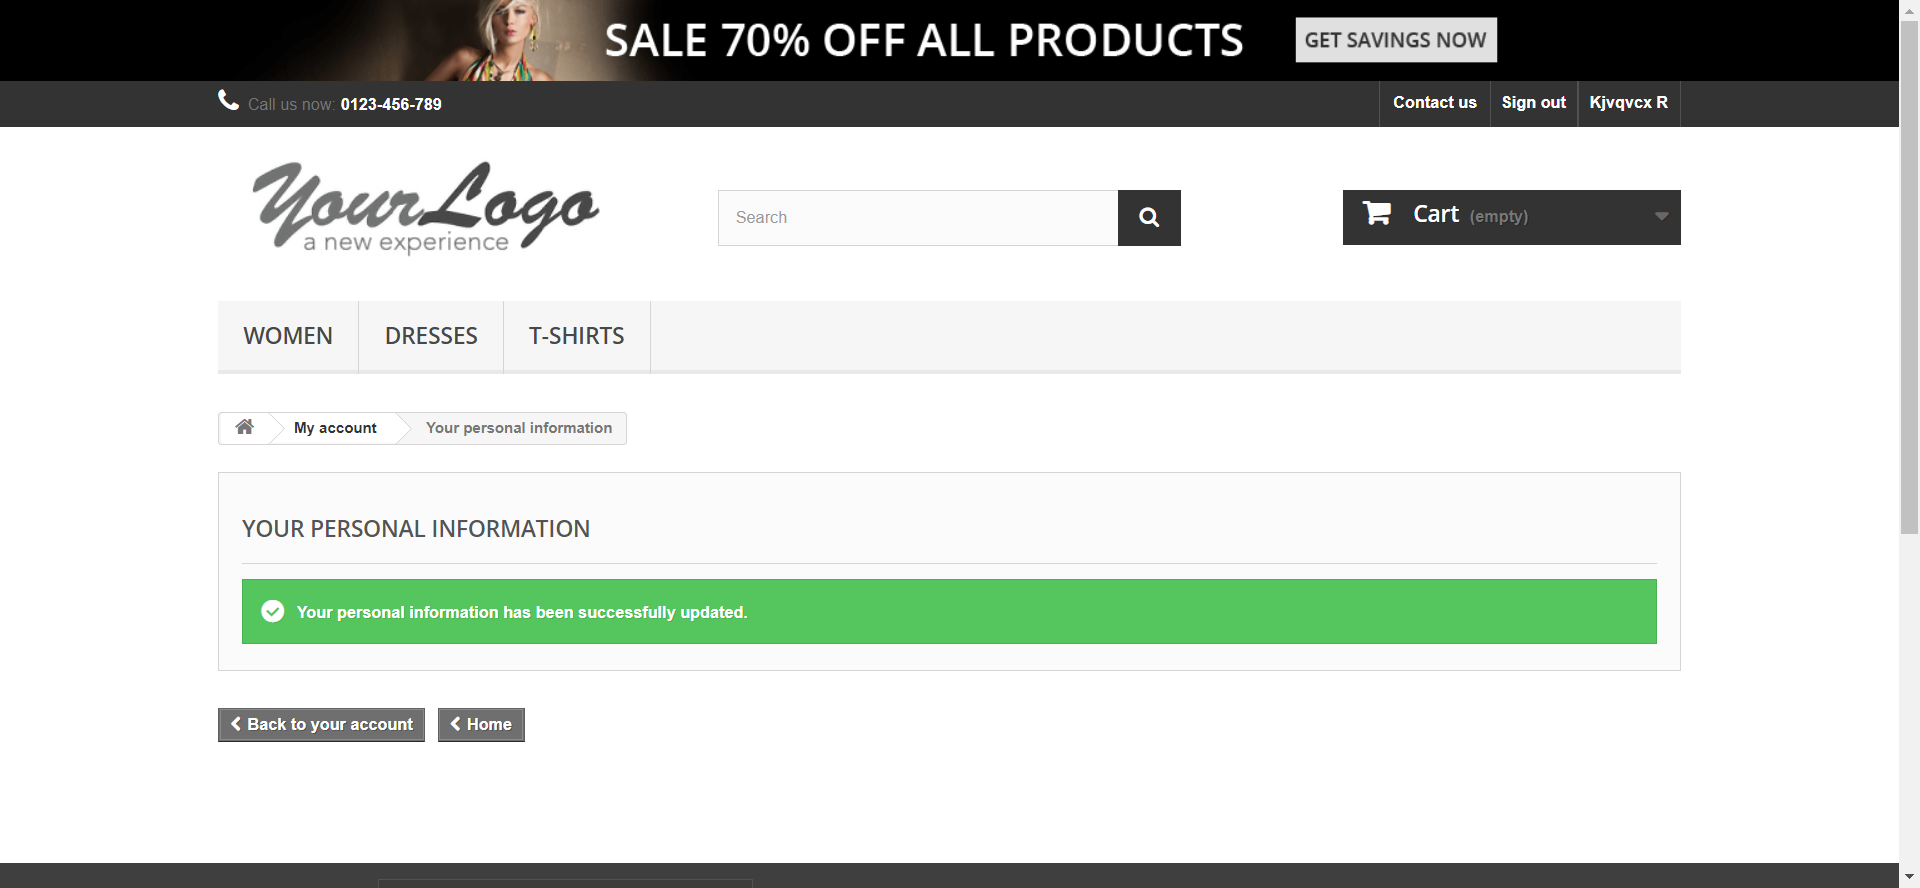 SALE 70% OFF ALL PRODUCTS
GET SAVINGS NOW
Call us now: 0123-456-789
Contact us
Sign out
Kjvqvcx R
YourLogo
a new experience
Search
Cart (empty)
WOMEN
DRESSES
T-SHIRTS
My account
Your personal information
YOUR PERSONAL INFORMATION
Your personal information has been successfully updated.
Back to your account
Home